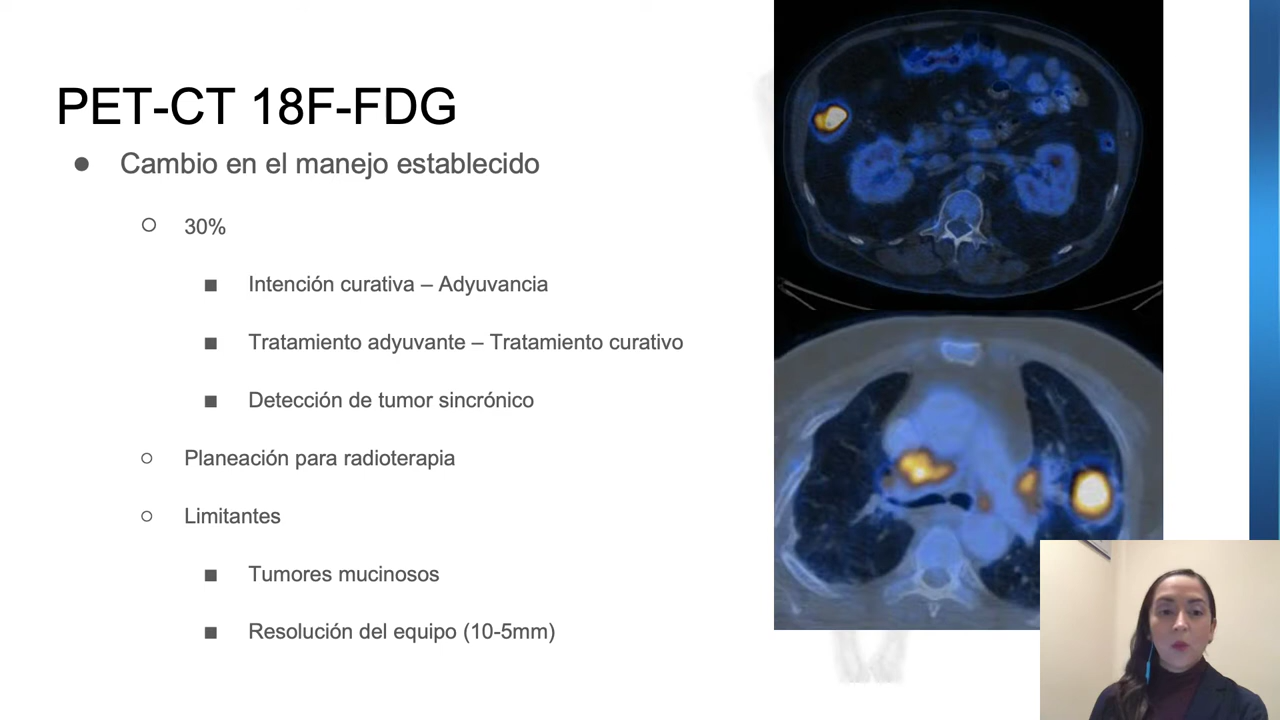 PET-CT 18F-FDG
● Cambio en el manejo establecido
○ 30%
■ Intención curativa – Adyuvancia
■ Tratamiento adyuvante – Tratamiento curativo
■ Detección de tumor sincrónico
○ Planeación para radioterapia
○ Limitantes
■ Tumores mucinosos
■ Resolución del equipo (10-5mm)